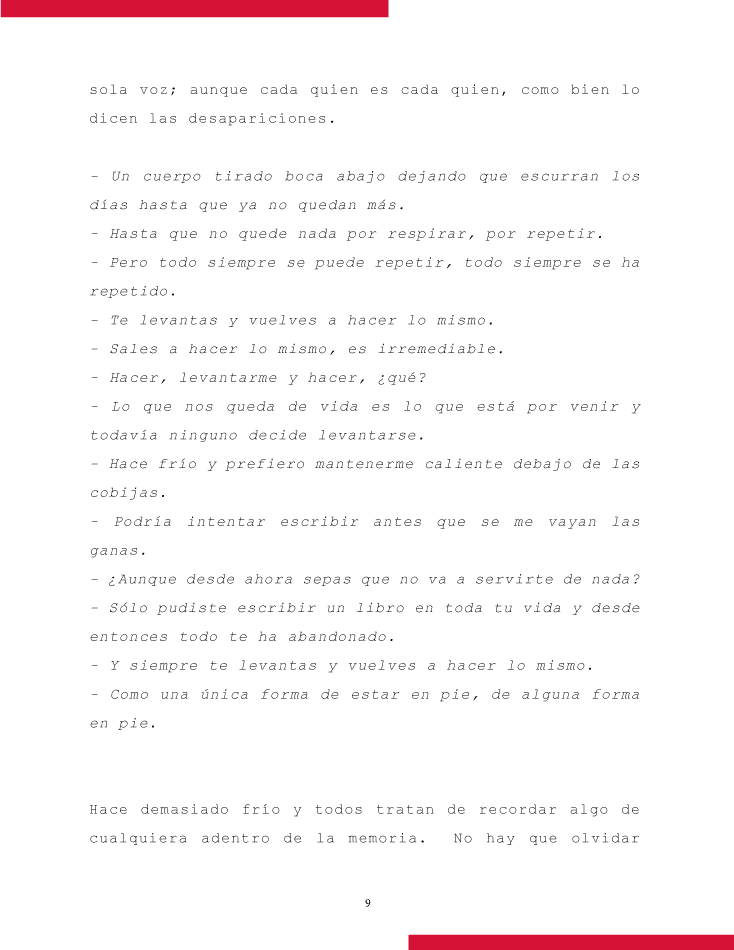 sola voz; aunque cada quien es cada quien, como bien lo
dicen las desapariciones.
- Un cuerpo tirado boca abajo dejando que escurran los
días hasta que ya no quedan más.
- Hasta que no quede nada por respirar, por repetir.
- Pero todo siempre se puede repetir, todo siempre se ha
repetido.
- Te levantas y vuelves a hacer lo mismo.
- Sales a hacer lo mismo, es irremediable.
- Hacer, levantarme y hacer, ¿qué?
- Lo que nos queda de vida es lo que está por venir y
todavía ninguno decide levantarse.
- Hace frío y prefiero mantenerme caliente debajo de las
cobijas.
- Podría intentar escribir antes que se me vayan las
ganas.
- ¿Aunque desde ahora sepas que no va a servirte de nada?
- Sólo pudiste escribir un libro en toda tu vida y desde
entonces todo te ha abandonado.
- Y siempre te levantas y vuelves a hacer lo mismo.
- Como una única forma de estar en pie, de alguna forma
en pie.
Hace demasiado frío y todos tratan de recordar algo de
cualquiera adentro de la memoria. No hay que olvidar
9